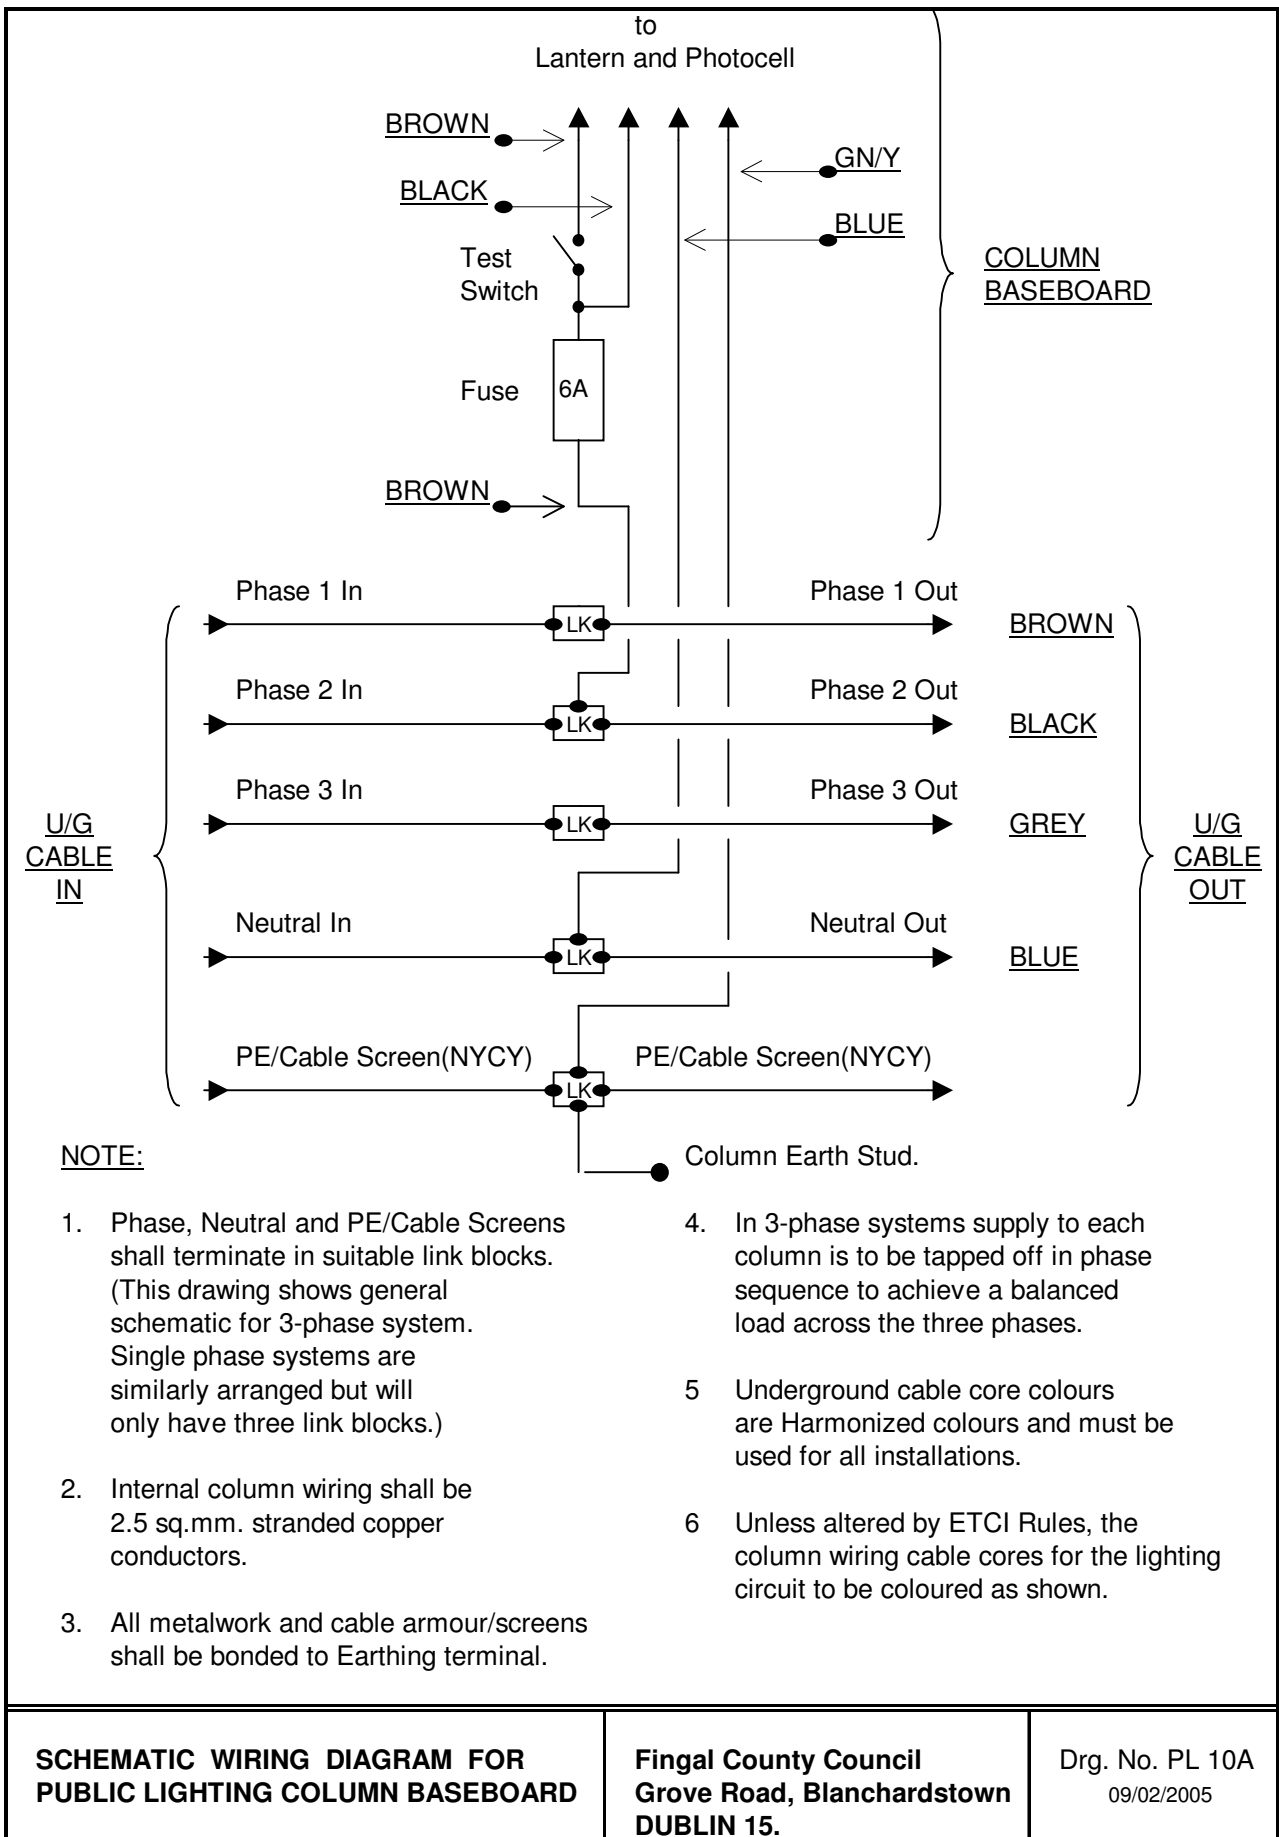 to
Lantern and Photocell
BROWN
GN/Y
BLACK
BLUE
Test
Switch
COLUMN
BASEBOARD
Fuse
6A
BROWN
Phase 1 In
Phase 1 Out
LK
BROWN
Phase 2 In
Phase 2 Out
LK
BLACK
Phase 3 In
Phase 3 Out
LK
GREY
U/G
CABLE
IN
U/G
CABLE
OUT
Neutral In
Neutral Out
LK
BLUE
PE/Cable Screen(NYCY)
PE/Cable Screen(NYCY)
LK
Column Earth Stud.
NOTE:
1. Phase, Neutral and PE/Cable Screens
shall terminate in suitable link blocks.
(This drawing shows general
schematic for 3-phase system.
Single phase systems are
similarly arranged but will
only have three link blocks.)
2. Internal column wiring shall be
2.5 sq.mm. stranded copper
conductors.
3. All metalwork and cable armour/screens
shall be bonded to Earthing terminal.
4. In 3-phase systems supply to each
column is to be tapped off in phase
sequence to achieve a balanced
load across the three phases.
5 Underground cable core colours
are Harmonized colours and must be
used for all installations.
6 Unless altered by ETCI Rules, the
column wiring cable cores for the lighting
circuit to be coloured as shown.
SCHEMATIC WIRING DIAGRAM FOR
PUBLIC LIGHTING COLUMN BASEBOARD
Fingal County Council
Grove Road, Blanchardstown
DUBLIN 15.
Drg. No. PL 10A
09/02/2005